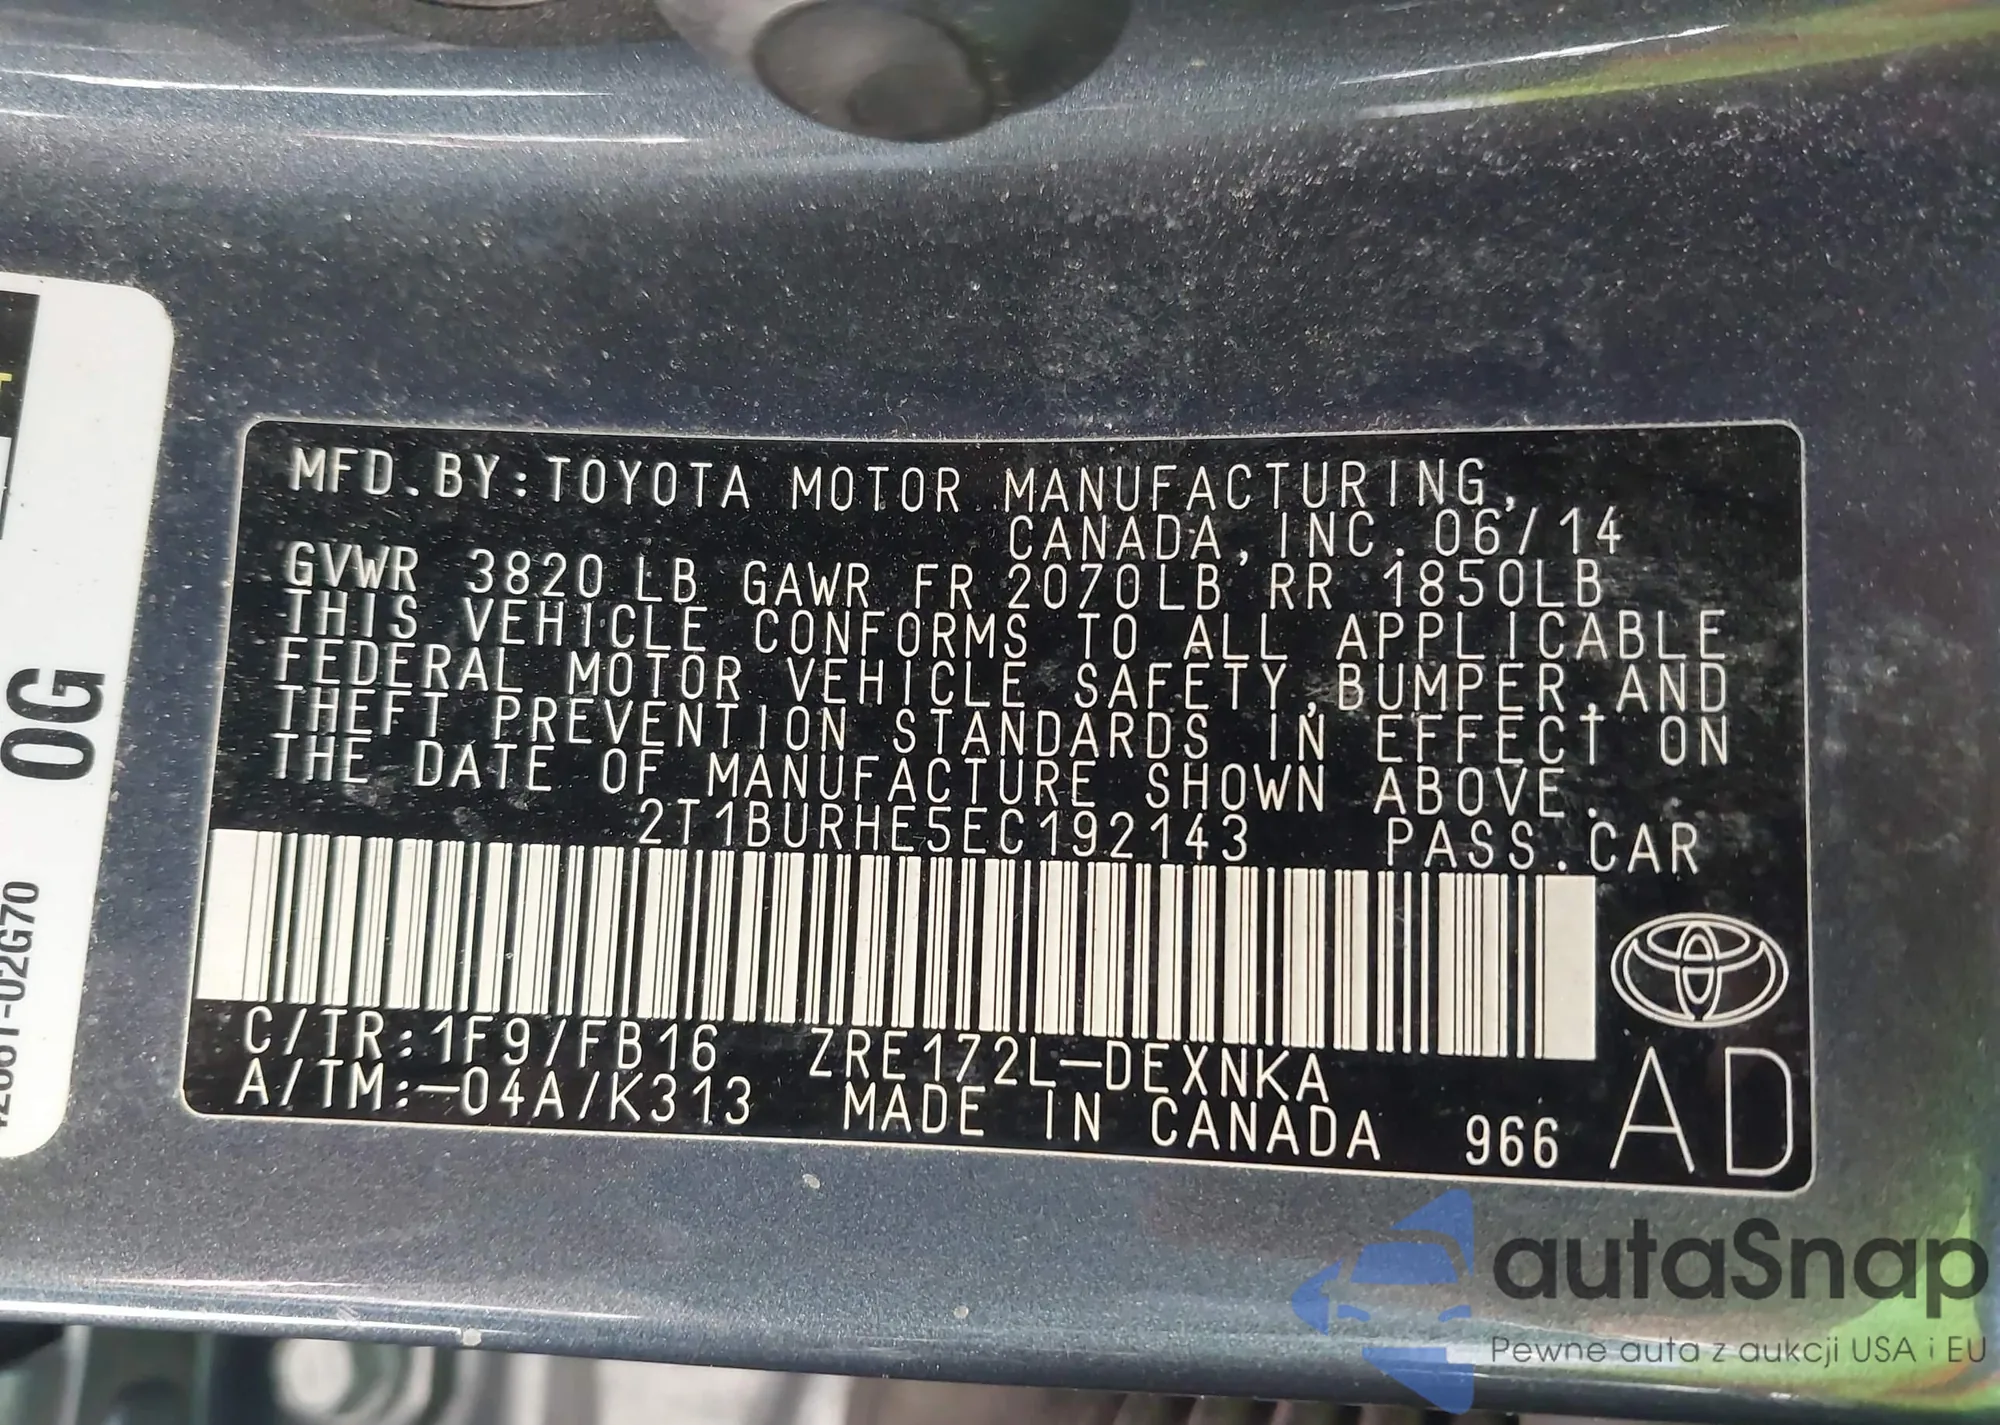 MFD.BY:TOYOTA MOTOR MANUFACTURING,
CANADA, INC. 06/14
GVWR 3820 LB GAWR FR 2070LB RR 1850LB
THIS VEHICLE CONFORMS TO ALL APPLICABLE
FEDERAL MOTOR VEHICLE SAFETY,BUMPER,AND
THEFT PREVENTION STANDARDS IN EFFECT ON
THE DATE OF MANUFACTURE SHOWN ABOVE.
2T1BURHE5EC192143 PASS.CAR
C/TR:1F9/FB16 ZRE172L-DEXNKA
A/TM:-04A/K313 MADE IN CANADA 966 AD
0G
autaSnap
Pewne auta z aukcji USA i EU